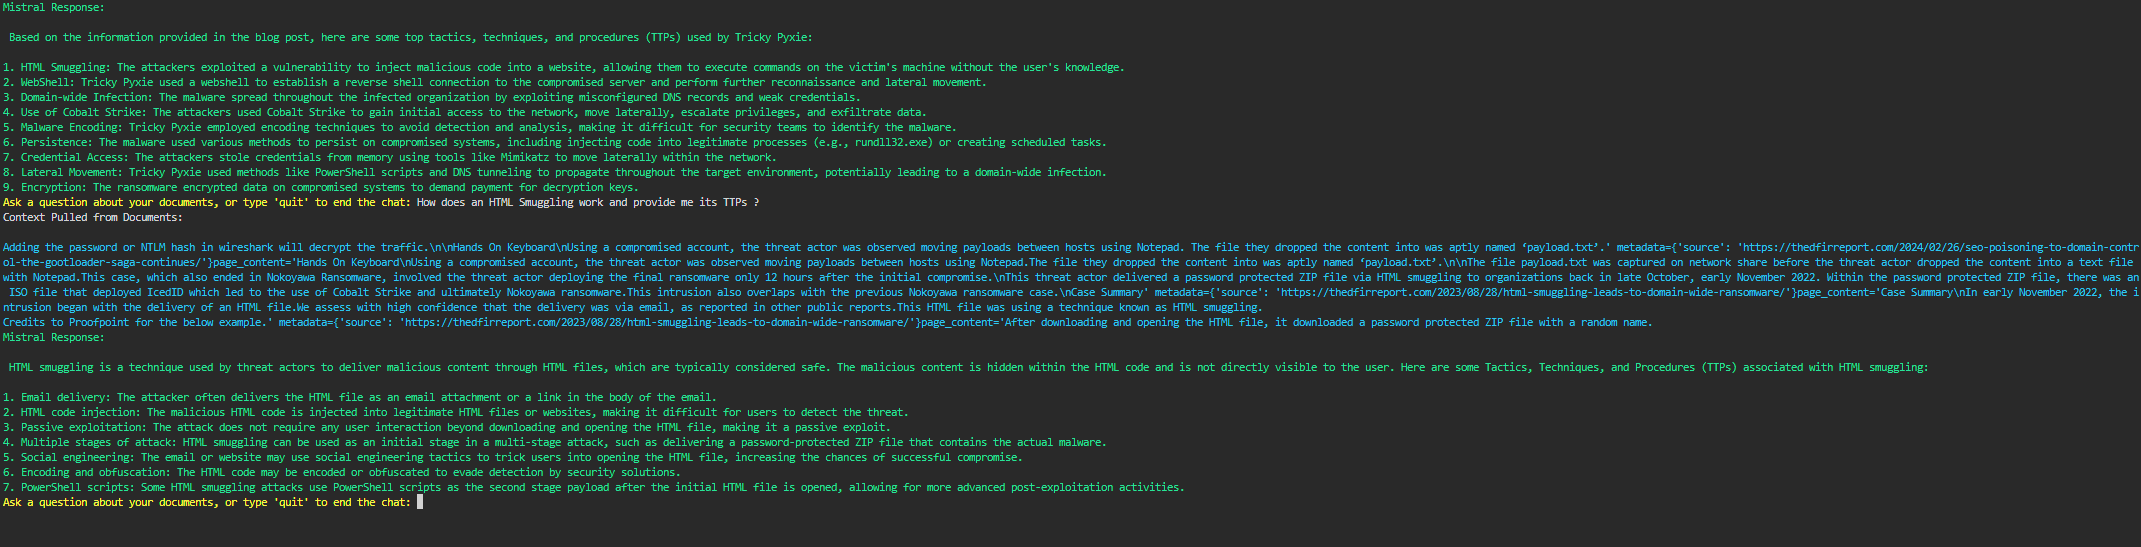 Mistral Response:
Based on the information provided in the blog post, here are some top tactics, techniques, and procedures (TTPs) used by Tricky Pyxie:
1. HTML Smuggling: The attackers exploited a vulnerability to inject malicious code into a website, allowing them to execute commands on the victim's machine without the user's knowledge.
2. WebShell: Tricky Pyxie used a webshell to establish a reverse shell connection to the compromised server and perform further reconnaissance and lateral movement.
3. Domain-wide Infection: The malware spread throughout the infected organization by exploiting misconfigured DNS records and weak credentials.
4. Use of Cobalt Strike: The attackers used Cobalt Strike to gain initial access to the network, move laterally, escalate privileges, and exfiltrate data.
5. Malware Encoding: Tricky Pyxie employed encoding techniques to avoid detection and analysis, making it difficult for security teams to identify the malware.
6. Persistence: The malware used various methods to persist on compromised systems, including injecting code into legitimate processes (e.g., rundll32.exe) or creating scheduled tasks.
7. Credential Access: The attackers stole credentials from memory using tools like Mimikatz to move laterally within the network.
8. Lateral Movement: Tricky Pyxie used methods like PowerShell scripts and DNS tunneling to propagate throughout the target environment, potentially leading to a domain-wide infection.
9. Encryption: The ransomware encrypted data on compromised systems to demand payment for decryption keys.
Ask a question about your documents, or type 'quit' to end the chat: How does an HTML Smuggling work and provide me its TTPs ?
Context Pulled from Documents:
Adding the password or NTLM hash in wireshark will decrypt the traffic.\n\nHands On Keyboard\nUsing a compromised account, the threat actor was observed moving payloads between hosts using Notepad. The file they dropped the content into was aptly named ‘payload.txt’.' metadata={'source': 'https://thedfirreport.com/2024/02/26/seo-poisoning-to-domain-contr
ol-the-gootloader-saga-continues/'}page_content='Hands On Keyboard\nUsing a compromised account, the threat actor was observed moving payloads between hosts using Notepad.The file they dropped the content into was aptly named ‘payload.txt’.\n\nThe file payload.txt was captured on network share before the threat actor dropped the content into a text file
with Notepad.This case, which also ended in Nokoyawa Ransomware, involved the threat actor deploying the final ransomware only 12 hours after the initial compromise.\nThis threat actor delivered a password protected ZIP file via HTML smuggling to organizations back in late October, early November 2022. Within the password protected ZIP file, there was an
ISO file that deployed IcedID which led to the use of Cobalt Strike and ultimately Nokoyawa ransomware.This intrusion also overlaps with the previous Nokoyawa ransomware case.\nCase Summary' metadata={'source': 'https://thedfirreport.com/2023/08/28/html-smuggling-leads-to-domain-wide-ransomware/'}page_content='Case Summary\nIn early November 2022, the i
ntrusion began with the delivery of an HTML file.We assess with high confidence that the delivery was via email, as reported in other public reports.This HTML file was using a technique known as HTML smuggling.
Credits to Proofpoint for the below example.' metadata={'source': 'https://thedfirreport.com/2023/08/28/html-smuggling-leads-to-domain-wide-ransomware/'}page_content='After downloading and opening the HTML file, it downloaded a password protected ZIP file with a random name.
Mistral Response:
HTML smuggling is a technique used by threat actors to deliver malicious content through HTML files, which are typically considered safe. The malicious content is hidden within the HTML code and is not directly visible to the user. Here are some Tactics, Techniques, and Procedures (TTPs) associated with HTML smuggling:
1. Email delivery: The attacker often delivers the HTML file as an email attachment or a link in the body of the email.
2. HTML code injection: The malicious HTML code is injected into legitimate HTML files or websites, making it difficult for users to detect the threat.
3. Passive exploitation: The attack does not require any user interaction beyond downloading and opening the HTML file, making it a passive exploit.
4. Multiple stages of attack: HTML smuggling can be used as an initial stage in a multi-stage attack, such as delivering a password-protected ZIP file that contains the actual malware.
5. Social engineering: The email or website may use social engineering tactics to trick users into opening the HTML file, increasing the chances of successful compromise.
6. Encoding and obfuscation: The HTML code may be encoded or obfuscated to evade detection by security solutions.
7. PowerShell scripts: Some HTML smuggling attacks use PowerShell scripts as the second stage payload after the initial HTML file is opened, allowing for more advanced post-exploitation activities.
Ask a question about your documents, or type 'quit' to end the chat: